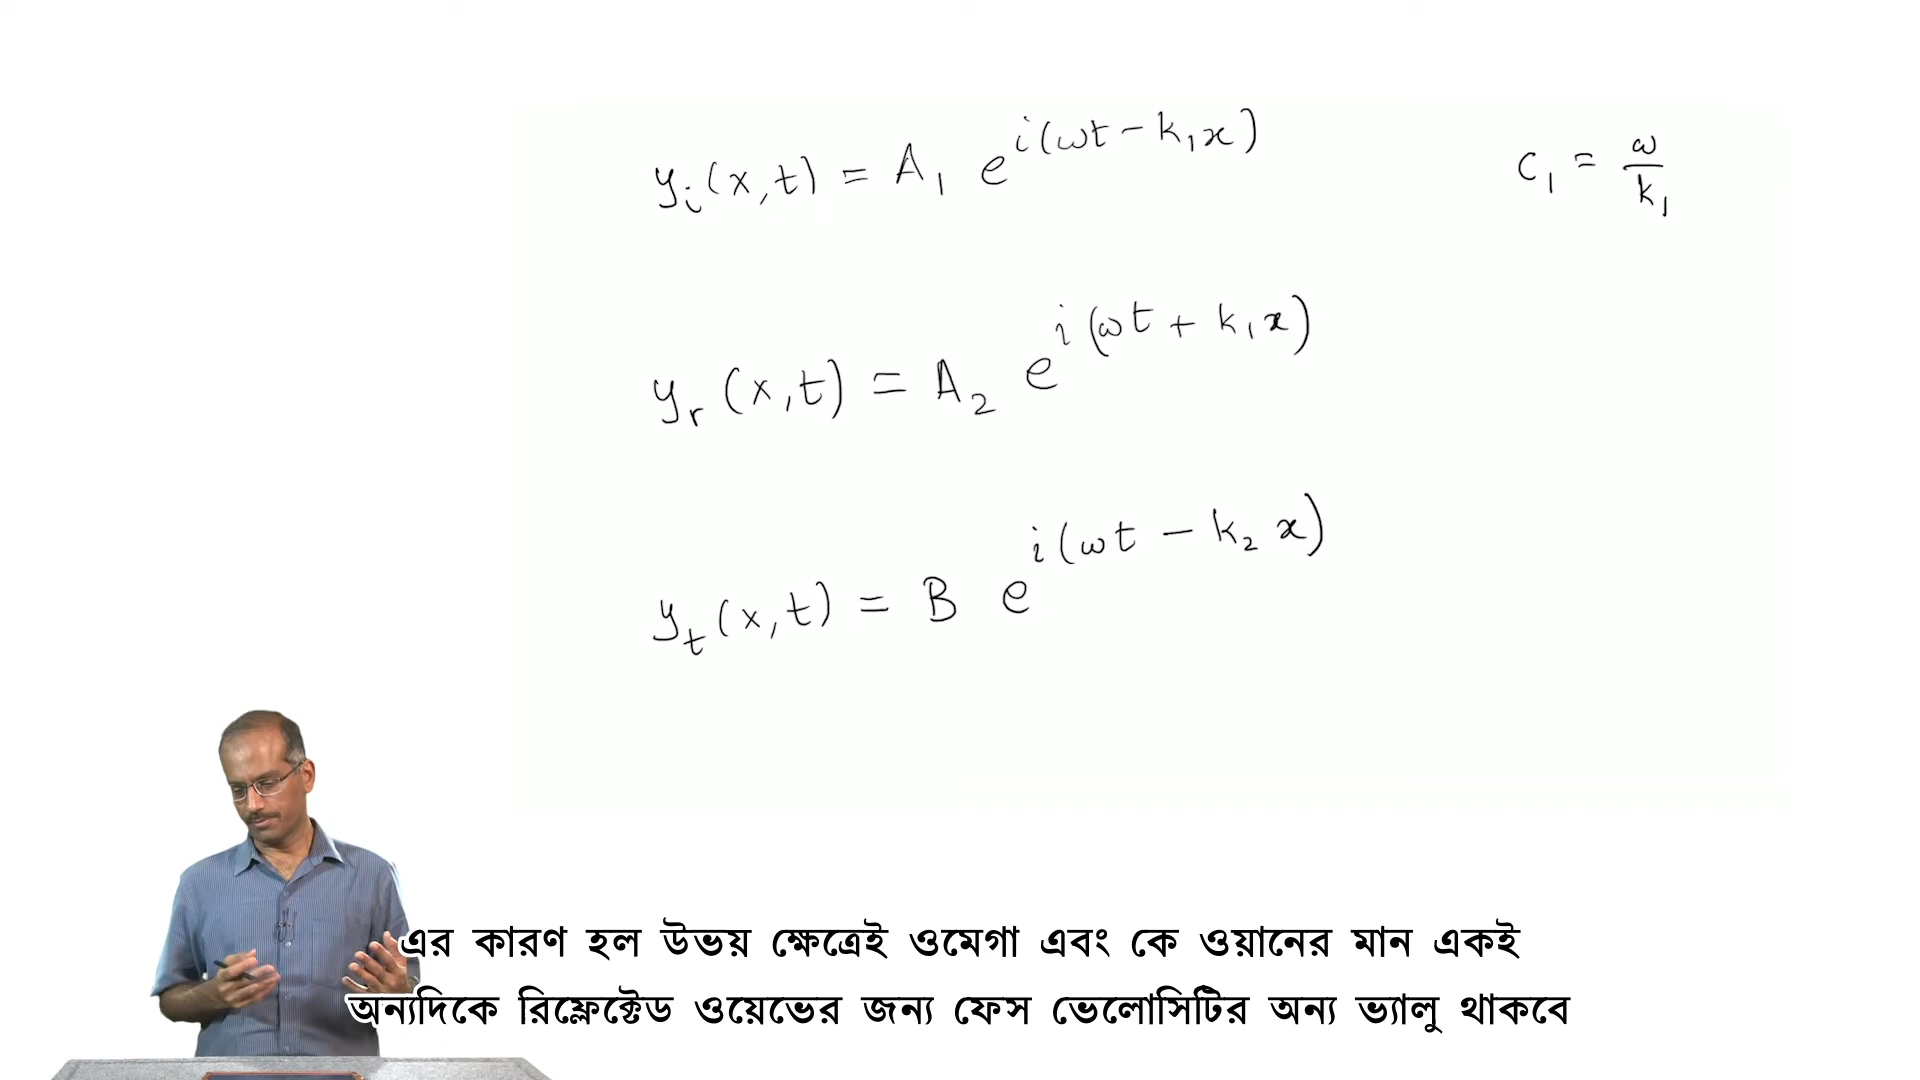 yᵢ(x,t) = A₁ e^{i(ωt − k₁x)}
c₁ = ω/k₁
yᵣ(x,t) = A₂ e^{i(ωt + k₁x)}
yₜ(x,t) = B e^{i(ωt − k₂x)}
এর কারণ হল উভয় ক্ষেত্রেই ওমেগা এবং কে ওয়ানের মান একই
অন্যদিকে রিফ্লেক্টেড ওয়েভের জন্য ফেস ভেলোসিটির অন্য ভ্যালু থাকবে